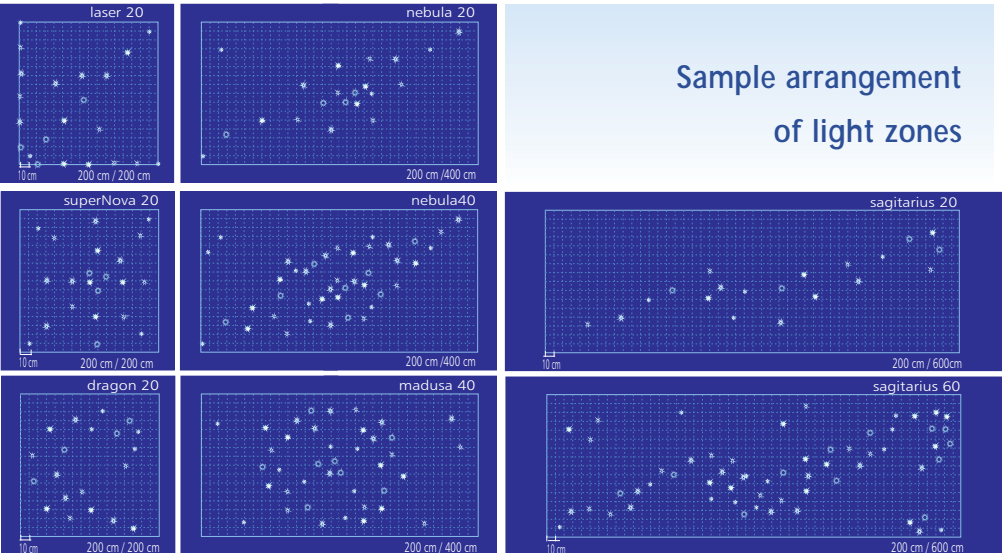 laser 20
10 cm
200 cm / 200 cm
nebula 20
200 cm /400 cm
Sample arrangement
of light zones
superNova 20
10 cm
200 cm / 200 cm
nebula40
200 cm /400 cm
sagitarius 20
10 cm
200 cm / 600cm
dragon 20
10 cm
200 cm / 200 cm
madusa 40
200 cm / 400 cm
sagitarius 60
10 cm
200 cm / 600 cm